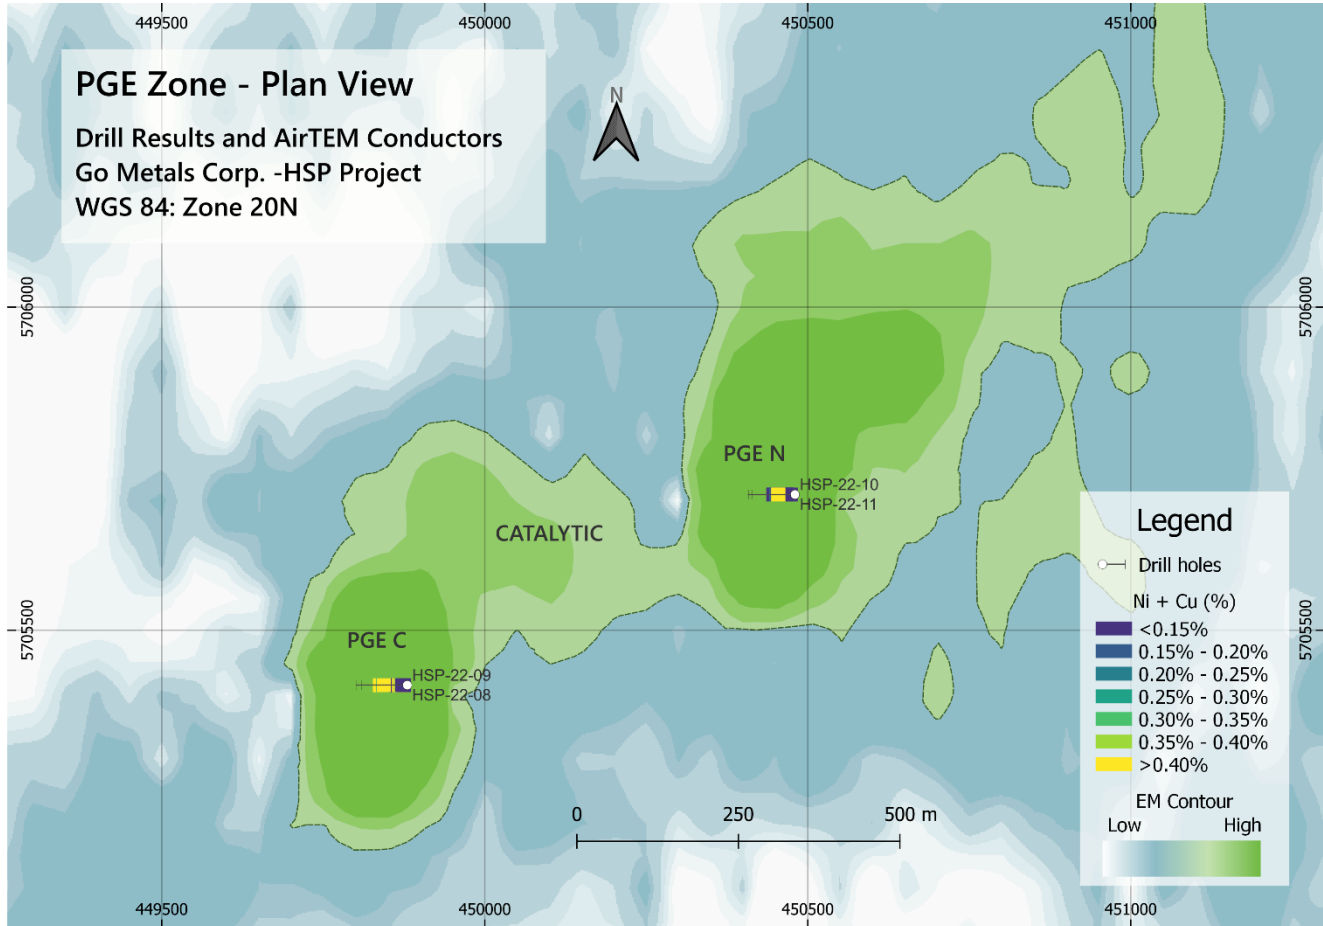 449500
450000
450500
451000
PGE Zone - Plan View
Drill Results and AirTEM Conductors
Go Metals Corp. -HSP Project
WGS 84: Zone 20N
N
5706000
5706000
PGE N
HSP-22-10
HSP-22-11
CATALYTIC
5705500
5705500
PGE C
HSP-22-09
HSP-22-08
0
250
500 m
Legend
Drill holes
Ni + Cu (%)
<0.15%
0.15% - 0.20%
0.20% - 0.25%
0.25% - 0.30%
0.30% - 0.35%
0.35% - 0.40%
>0.40%
EM Contour
Low
High
449500
450000
450500
451000